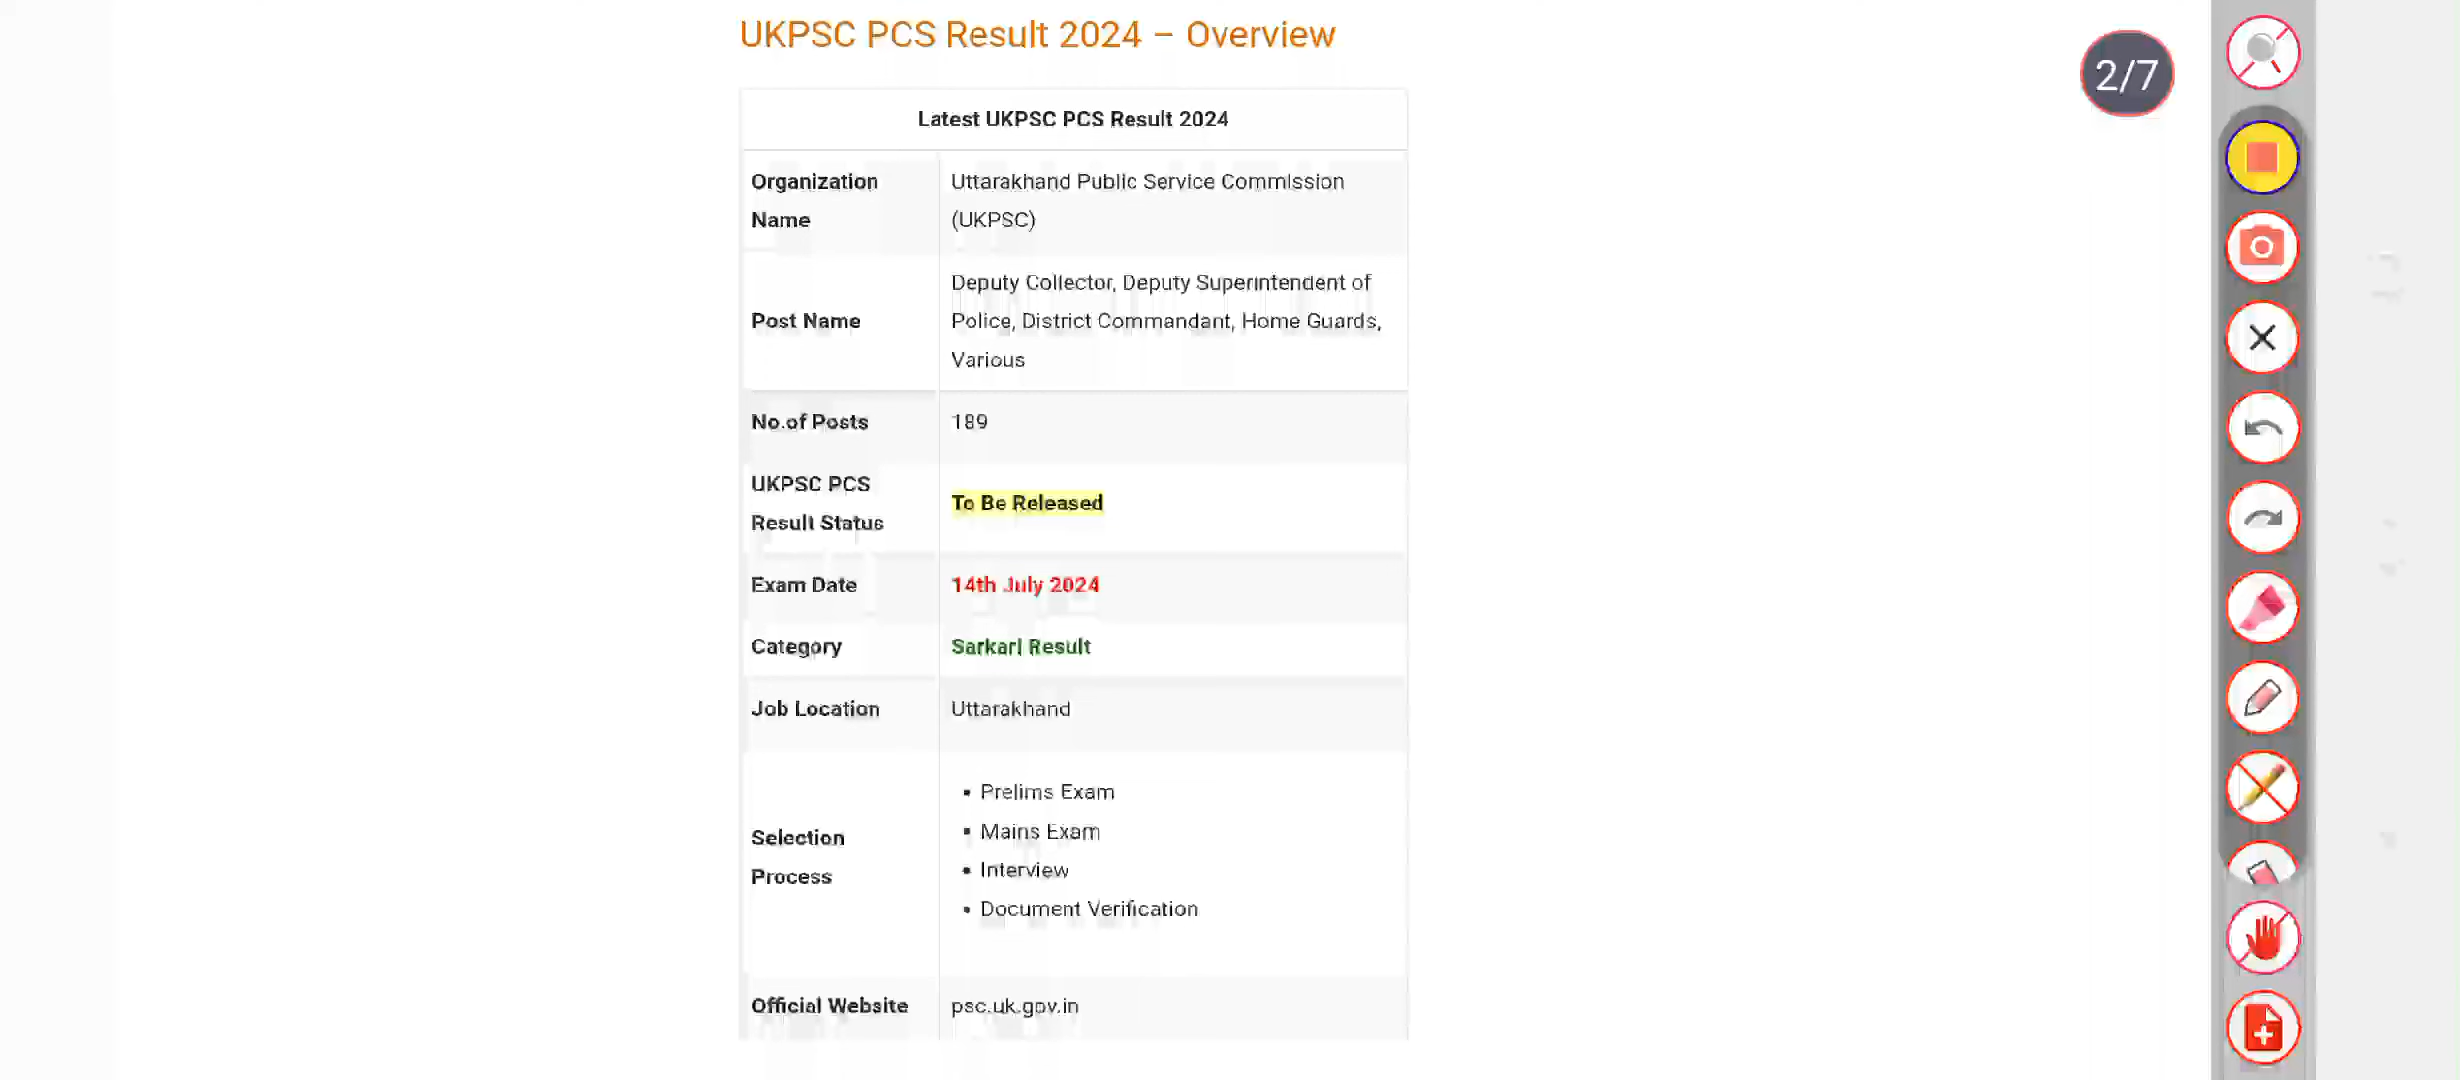 UKPSC PCS Result 2024 – Overview
2/7
Latest UKPSC PCS Result 2024
Organization Name
Uttarakhand Public Service Commission (UKPSC)
Post Name
Deputy Collector, Deputy Superintendent of
Police, District Commandant, Home Guards,
Various
No.of Posts
189
UKPSC PCS
Result Status
To Be Released
Exam Date
14th July 2024
Category
Sarkari Result
Job Location
Uttarakhand
Selection
Process
• Prelims Exam
• Mains Exam
• Interview
• Document Verification
Official Website
psc.uk.gov.in